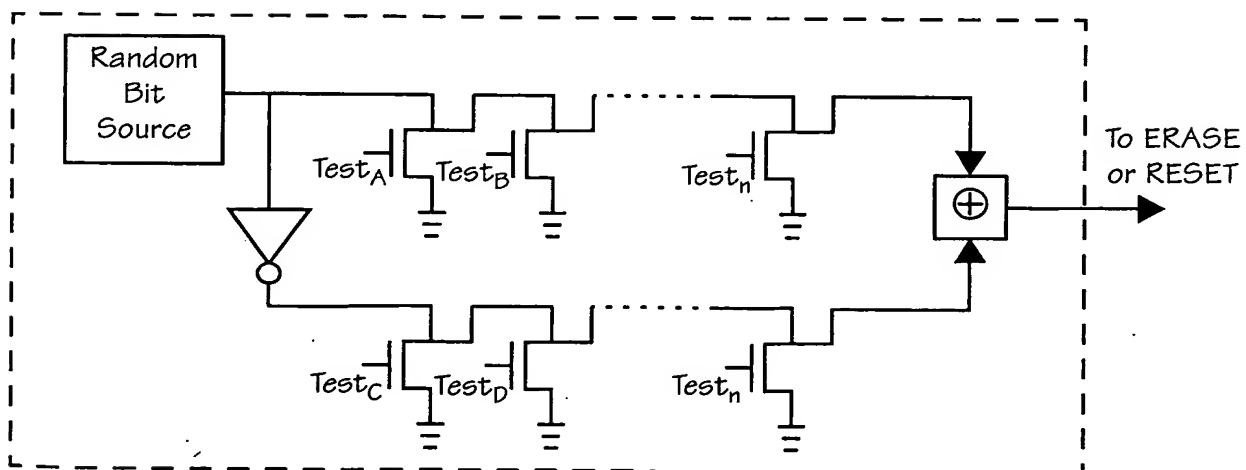 Random
Bit
Source
Test_A
Test_B
Test_n
To ERASE
or RESET
Test_C
Test_D
Test_n